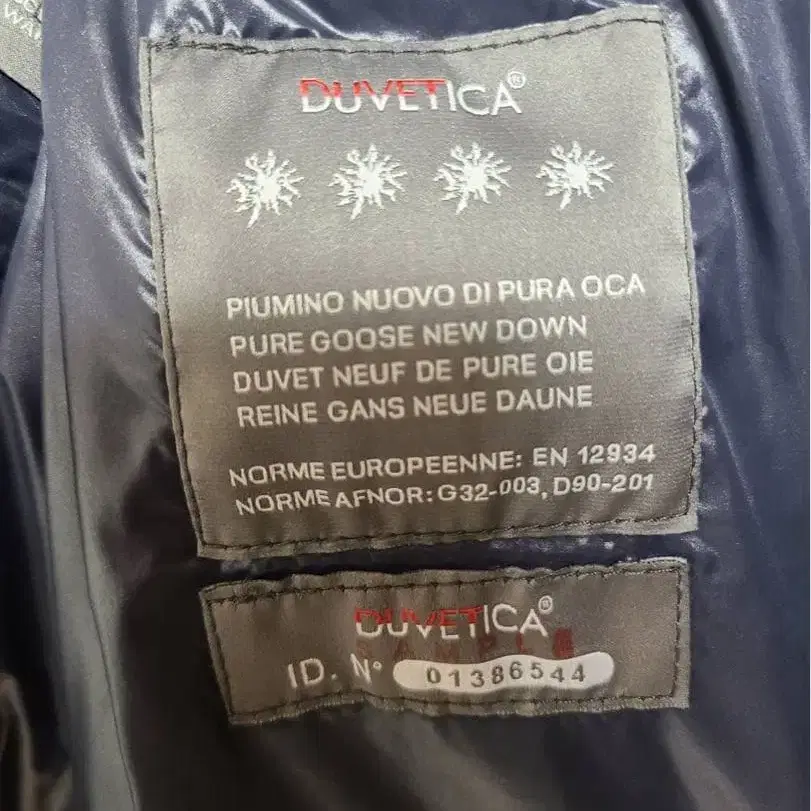 DUVETICA®
PIUMINO NUOVO DI PURA OCA
PURE GOOSE NEW DOWN
DUVET NEUF DE PURE OIE
REINE GANS NEUE DAUNE
NORME EUROPEENNE: EN 12934
NORME AFNOR: G32-003, D90-201
DUVETICA®
SAMPLE
ID. N° 01386544